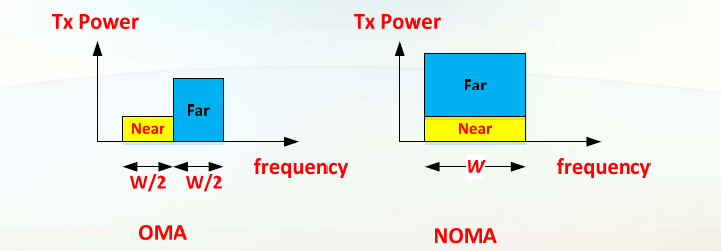 Tx Power
Near
Far
frequency
W/2 W/2
OMA
Tx Power
Far
Near
frequency
W
NOMA